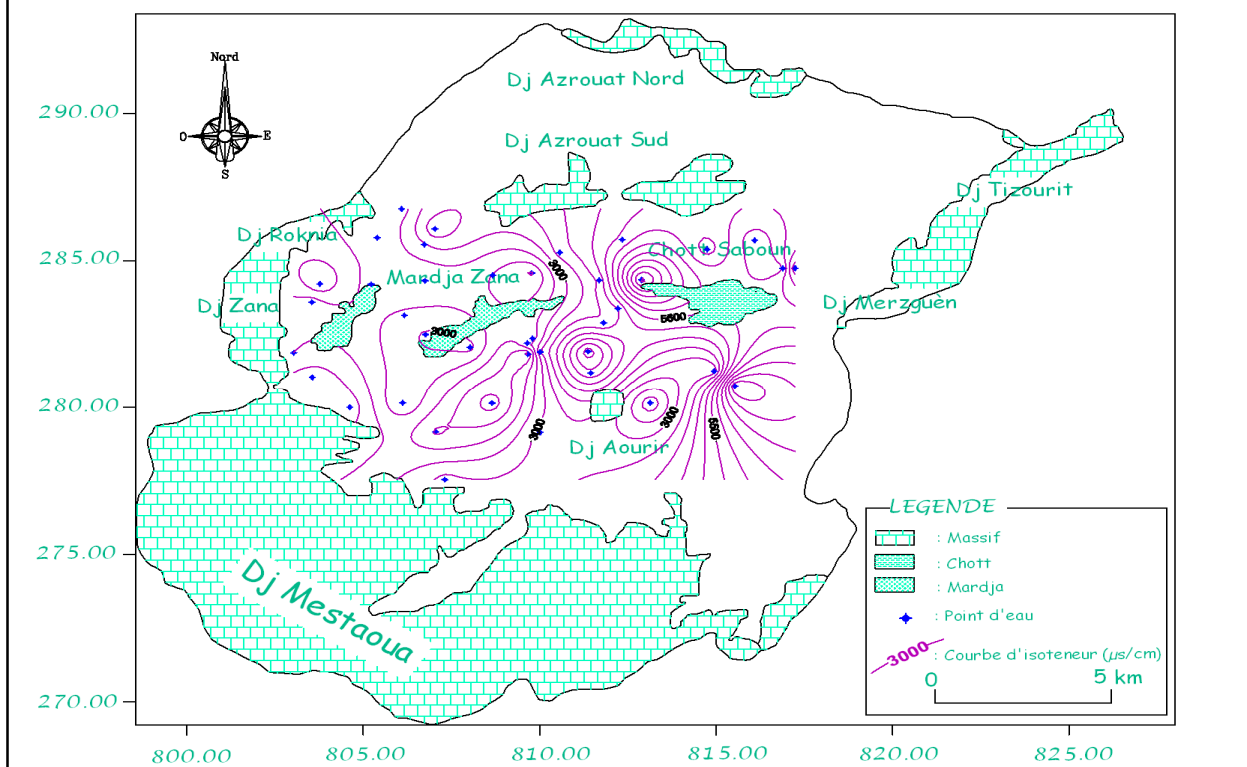 Nord
O
E
S
290.00
285.00
280.00
275.00
270.00
800.00
805.00
810.00
815.00
820.00
825.00
Dj Azrouat Nord
Dj Azrouat Sud
Dj Tizourit
Dj Roknia
Chott Saboun
Mardja Zana
3000
Dj Zana
Dj Merzguèn
5600
3000
3000
3000
Dj Aourir
Dj Mestaoua
LEGENDE
: Massif
: Chott
: Mardja
: Point d'eau
3000
: Courbe d'isoteneur (µs/cm)
0
5 km